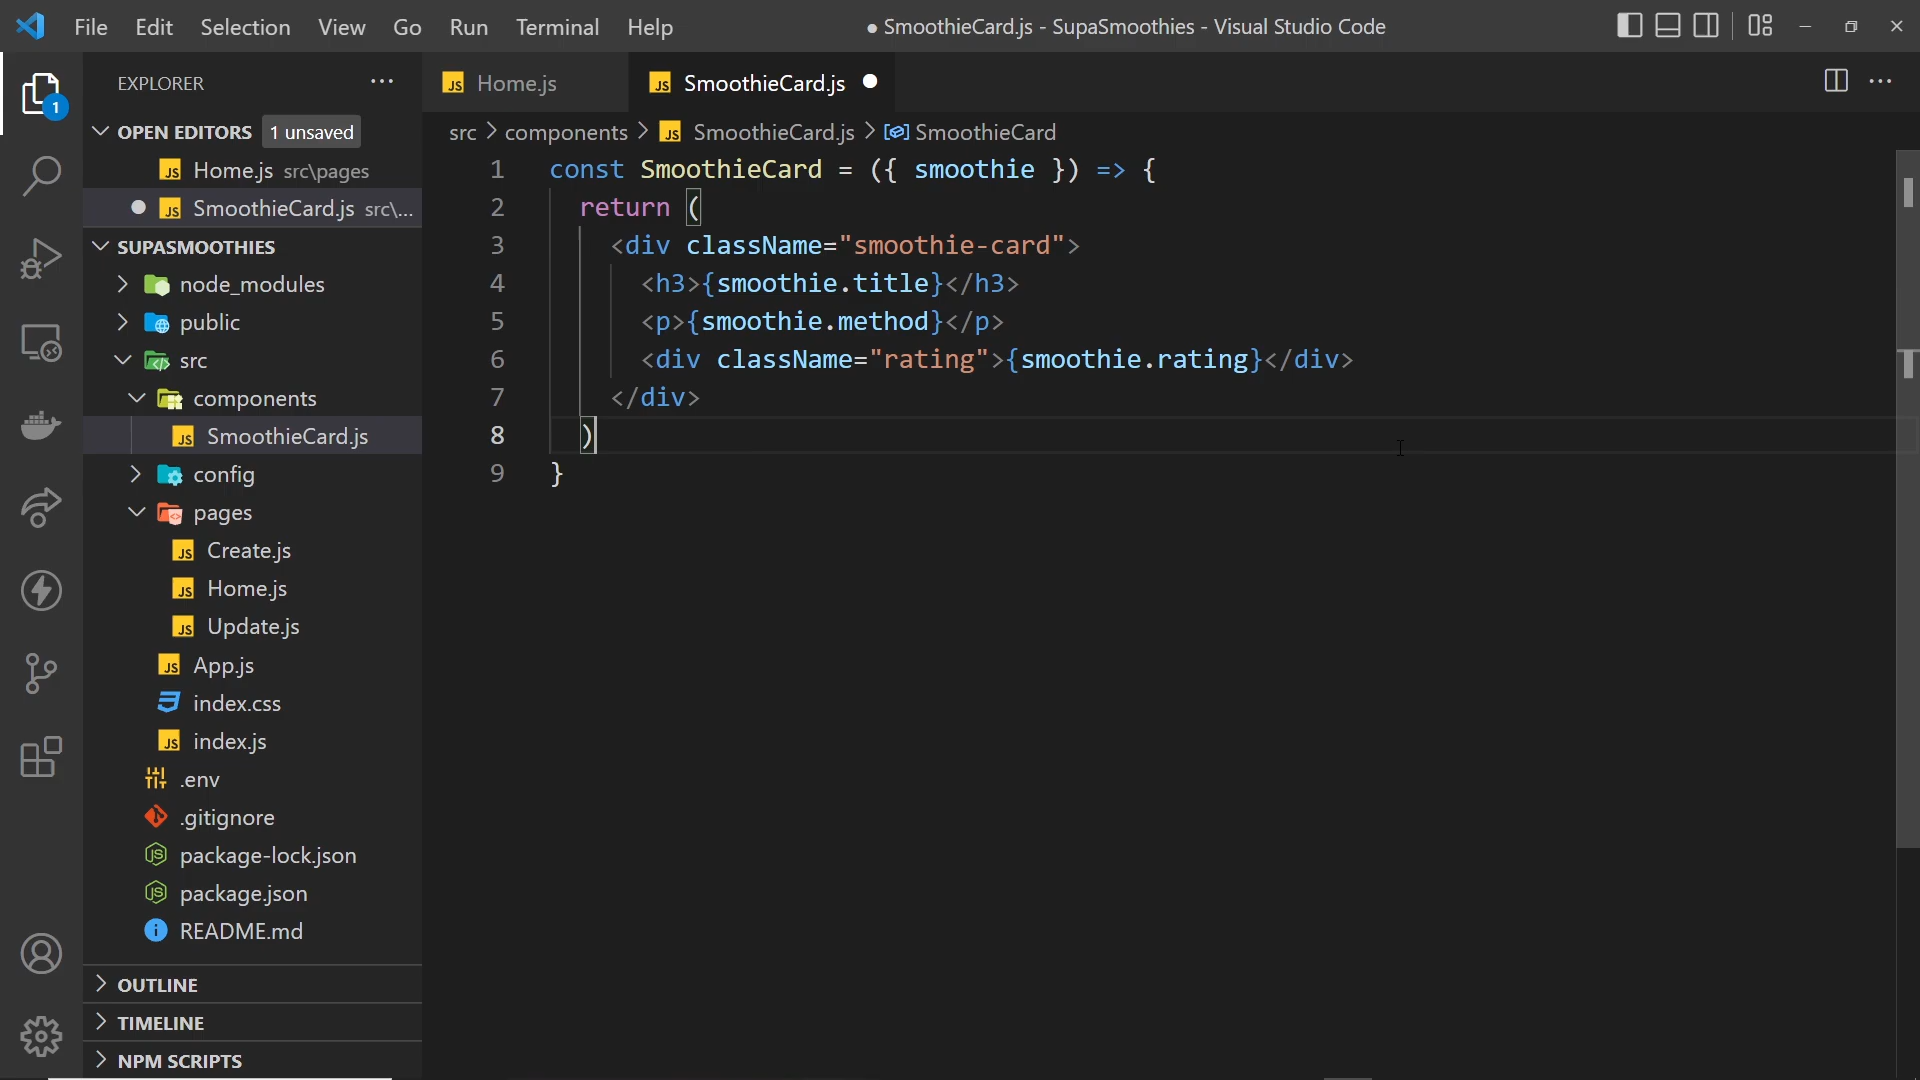 File Edit Selection View Go Run Terminal Help
● SmoothieCard.js - SupaSmoothies - Visual Studio Code
1
EXPLORER
OPEN EDITORS 1 unsaved
Home.js src\pages
SmoothieCard.js src\...
SUPASMOOTHIES
node_modules
public
src
components
SmoothieCard.js
config
pages
Create.js
Home.js
Update.js
App.js
index.css
index.js
.env
.gitignore
package-lock.json
package.json
README.md
OUTLINE
TIMELINE
NPM SCRIPTS
JS Home.js
JS SmoothieCard.js
src > components > JS SmoothieCard.js > SmoothieCard
1 const SmoothieCard = ({ smoothie }) => {
2 return (
3 <div className="smoothie-card">
4 <h3>{smoothie.title}</h3>
5 <p>{smoothie.method}</p>
6 <div className="rating">{smoothie.rating}</div>
7 </div>
8 )
9 }